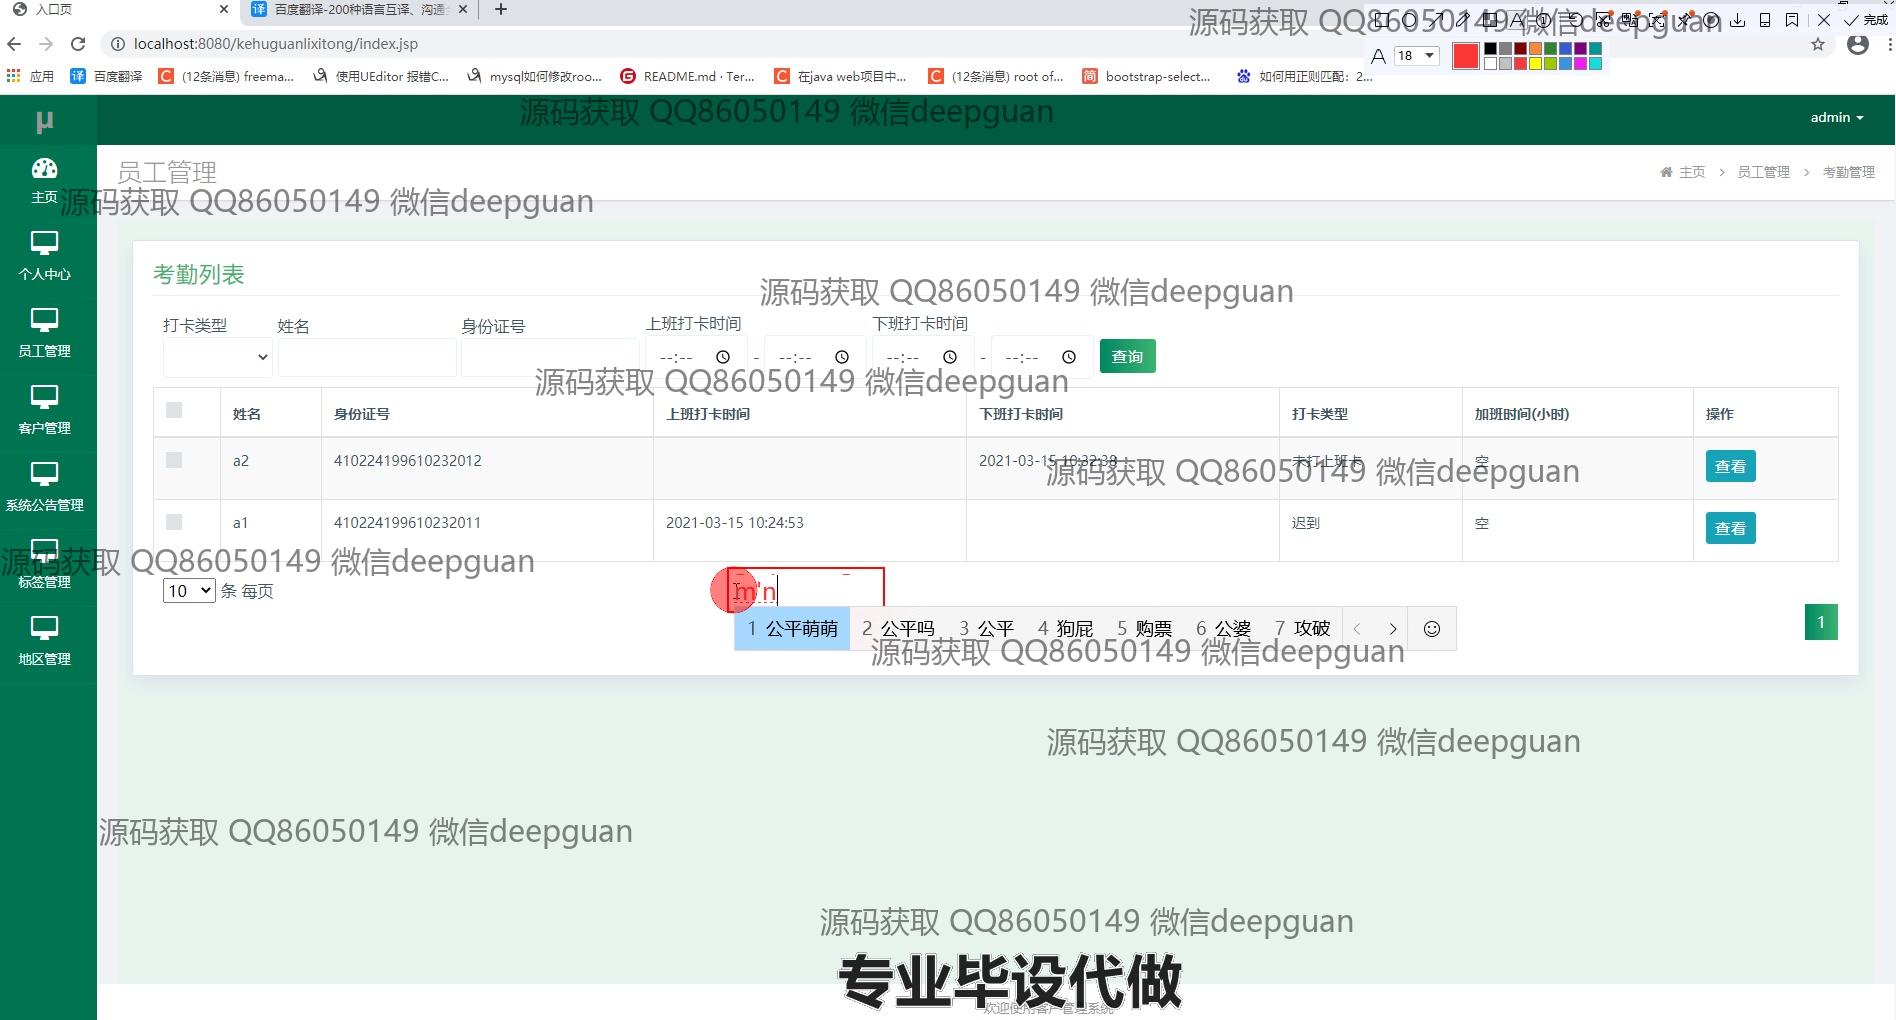 入口页
百度翻译-200种语言互译、沟通
源码获取 QQ86050149 微信deepguan
完成
localhost:8080/kehuguanlixitong/index.jsp
A 18
应用
百度翻译
(12条消息) freema...
使用UEditor 报错C...
mysql如何修改roo...
README.md · Ter...
在java web项目中...
(12条消息) root of...
bootstrap-select...
如何用正则匹配：2...
源码获取 QQ86050149 微信deepguan
μ
admin
主页
个人中心
员工管理
客户管理
系统公告管理
标签管理
地区管理
员工管理
主页 > 员工管理 > 考勤管理
源码获取 QQ86050149 微信deepguan
考勤列表
源码获取 QQ86050149 微信deepguan
打卡类型 姓名 身份证号 上班打卡时间 下班打卡时间
--:-- - --:-- --:-- - --:-- 查询
源码获取 QQ86050149 微信deepguan
姓名 身份证号 上班打卡时间 下班打卡时间 打卡类型 加班时间(小时) 操作
a2 410224199610232012 2021-03-15 10:32:38 未打上班卡 空 查看
源码获取 QQ86050149 微信deepguan
a1 410224199610232011 2021-03-15 10:24:53 迟到 空 查看
源码获取 QQ86050149 微信deepguan
10 条 每页
m'n
1 公平萌萌 2 公平吗 3 公平 4 狗屁 5 购票 6 公婆 7 攻破
1
源码获取 QQ86050149 微信deepguan
源码获取 QQ86050149 微信deepguan
源码获取 QQ86050149 微信deepguan
源码获取 QQ86050149 微信deepguan
专业毕设代做
欢迎使用客户管理系统